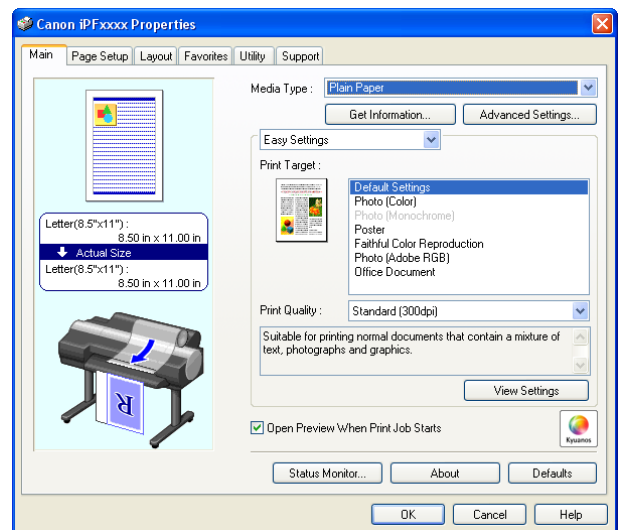 Canon iPFxxxx Properties
Main Page Setup Layout Favorites Utility Support
Media Type : Plain Paper
Get Information... Advanced Settings...
Easy Settings
Print Target :
Default Settings
Photo (Color)
Photo (Monochrome)
Poster
Faithful Color Reproduction
Photo (Adobe RGB)
Office Document
Letter(8.5"x11") :
8.50 in x 11.00 in
Actual Size
Letter(8.5"x11") :
8.50 in x 11.00 in
R
Print Quality : Standard (300dpi)
Suitable for printing normal documents that contain a mixture of
text, photographs and graphics.
View Settings
Open Preview When Print Job Starts
Kyuanos
Status Monitor... About Defaults
OK Cancel Help